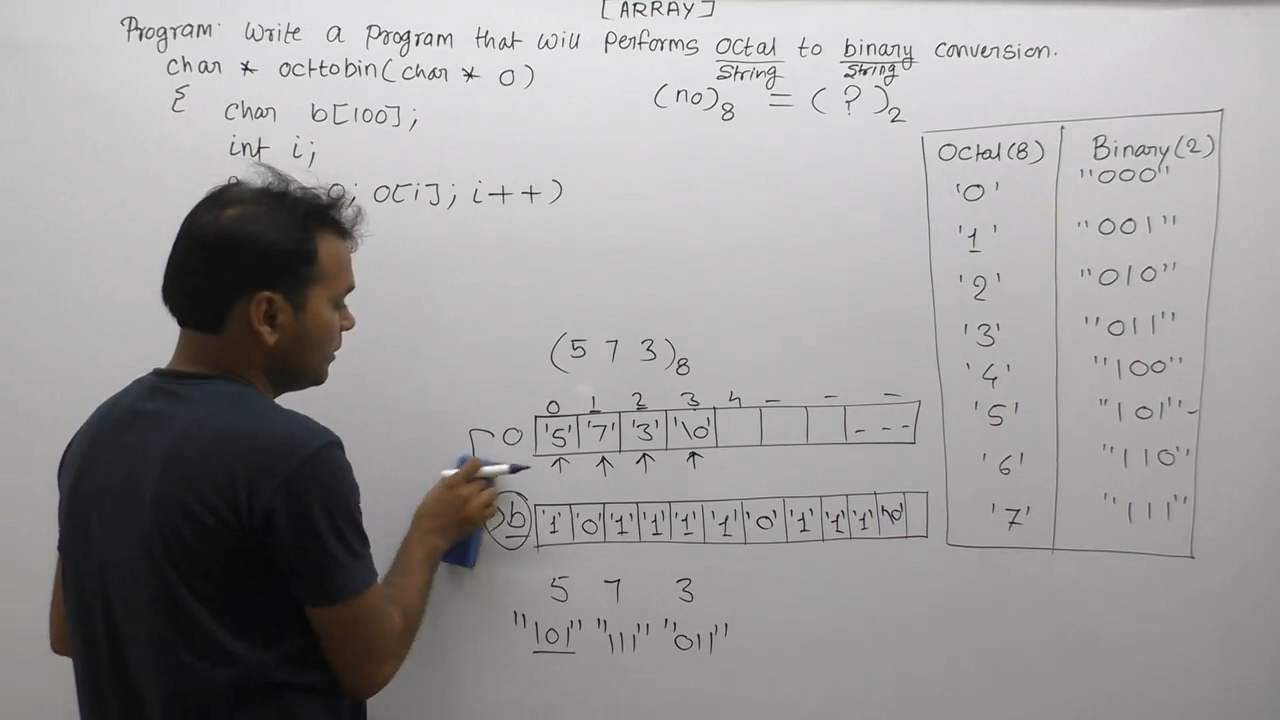 [ARRAY]
Program: Write a Program that will Performs Octal to binary conversion.
String String
char * octtobin(char * o)
(no)8 = (?)2
{ char b[100];
int i;
0; o[i]; i++)
Octal(8) Binary(2)
'0' "000"
'1' "001"
'2' "010"
'3' "011"
'4' "100"
'5' "101"-
'6' "110"
'7' "111"
(5 7 3)8
0 1 2 3 4 - - -
o '5' '7' '3' '\0' - - -
↑ ↑ ↑ ↑
b '1' '0' '1' '1' '1' '1' '0' '1' '1' '1' '\0'
5 7 3
"101" "111" "011"